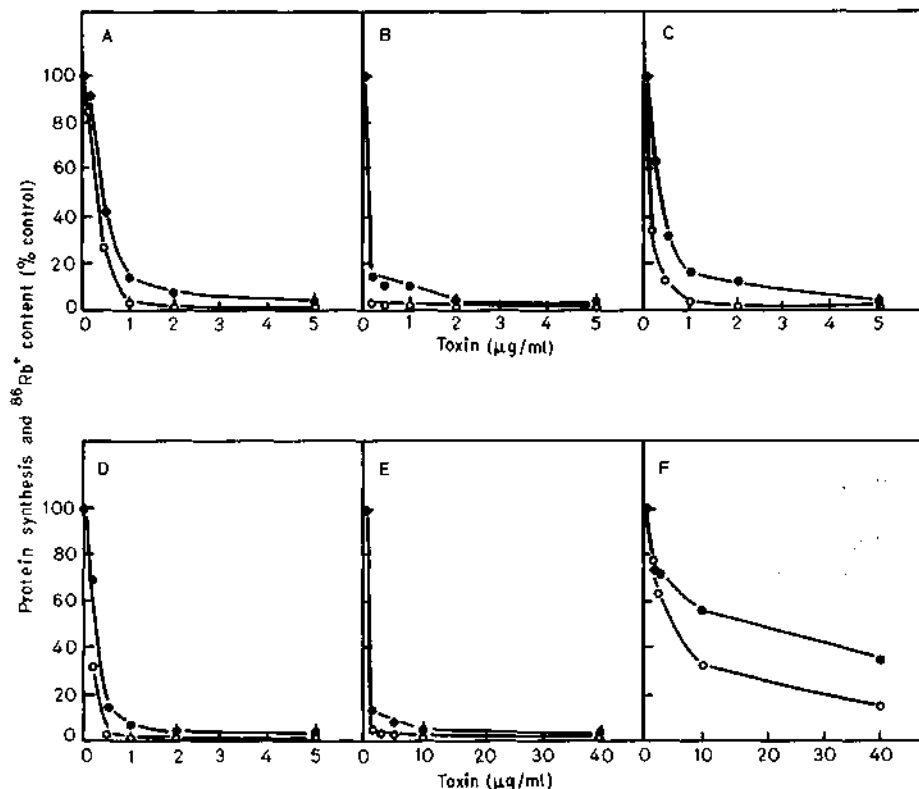 A B C
100
80
60
40
20
0
0 1 2 3 4 5 0 1 2 3 4 5 0 1 2 3 4 5
Toxin (μg/ml)
Protein synthesis and ⁸⁶Rb⁺ content (% control)
D E F
100
80
60
40
20
0
0 1 2 3 4 5 0 10 20 30 40 0 10 20 30 40
Toxin (μg/ml)